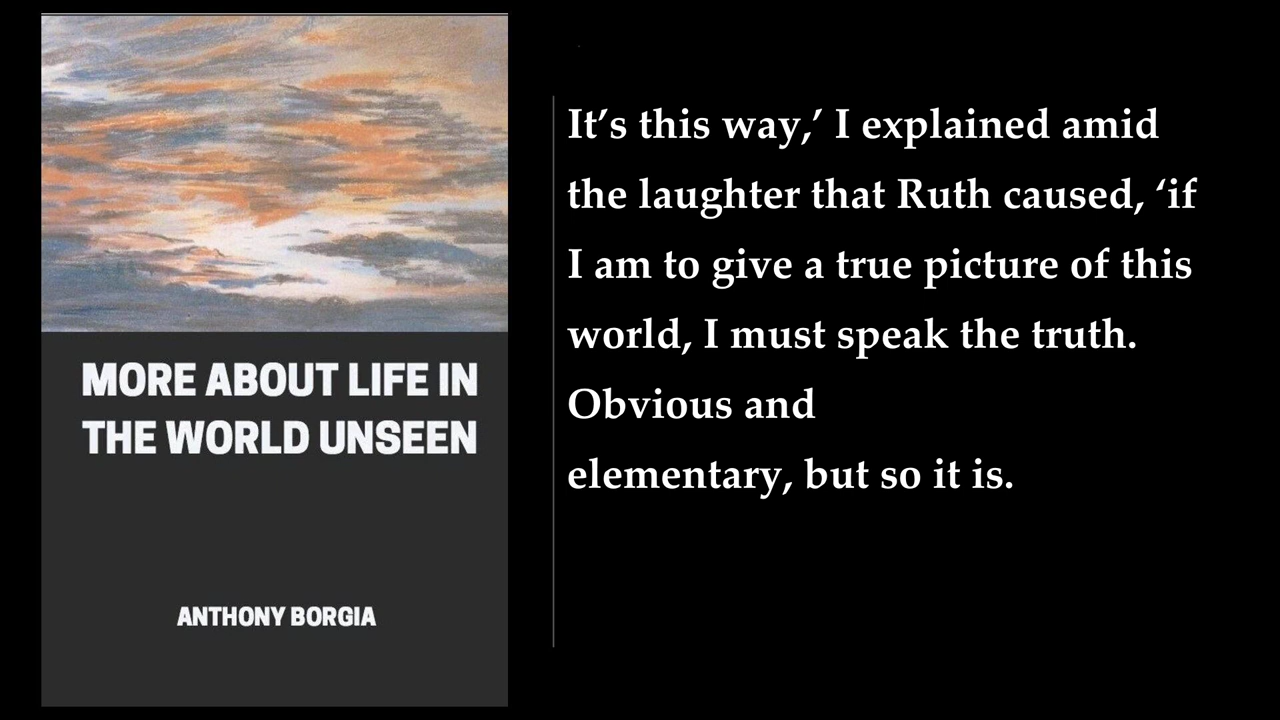 MORE ABOUT LIFE IN
THE WORLD UNSEEN
ANTHONY BORGIA
It’s this way,’ I explained amid
the laughter that Ruth caused, ‘if
I am to give a true picture of this
world, I must speak the truth.
Obvious and
elementary, but so it is.